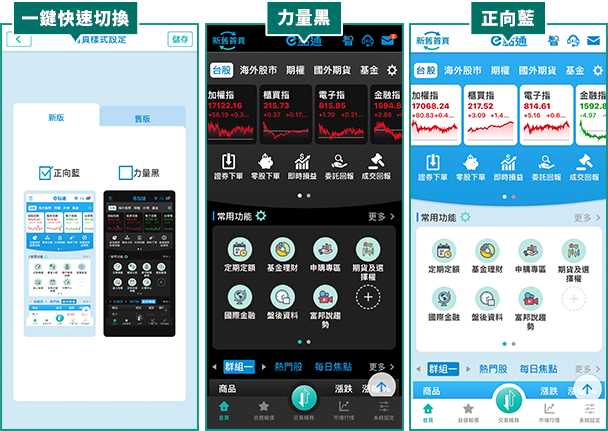 一鍵快速切換
首頁樣式設定
儲存
新版
舊版
正向藍
力量黑
力量黑
新舊首頁
e點通
台股
海外股市
期權
國外期貨
基金
加權指
櫃買指
電子指
金融指
17122.16
215.73
815.85
1594.8
+56.19
+0.3...
+0.37
+0.17...
+1.70
+0.21...
+2.86
證券下單
零股下單
即時損益
委託回報
成交回報
常用功能
更多
定期定額
基金理財
申購專區
期貨及選擇權
國際金融
盤後資料
富邦說趨勢
群組一
熱門股
每日焦點
更多
商品
漲跌
首頁
自選報價
交易帳務
市場行情
系統設定
正向藍
新舊首頁
e點通
台股
海外股市
期權
國外期貨
基金
加權指
櫃買指
電子指
金融指
17068.24
217.52
814.61
1592.8
+80.83
+0.4...
+3.09
+1.4...
+5.16
+0.6...
-4.97
證券下單
零股下單
即時損益
委託回報
成交回報
常用功能
更多
定期定額
基金理財
申購專區
期貨及選擇權
國際金融
盤後資料
富邦說趨勢
群組一
熱門股
每日焦點
更多
商品
漲跌
首頁
自選報價
交易帳務
市場行情
系統設定